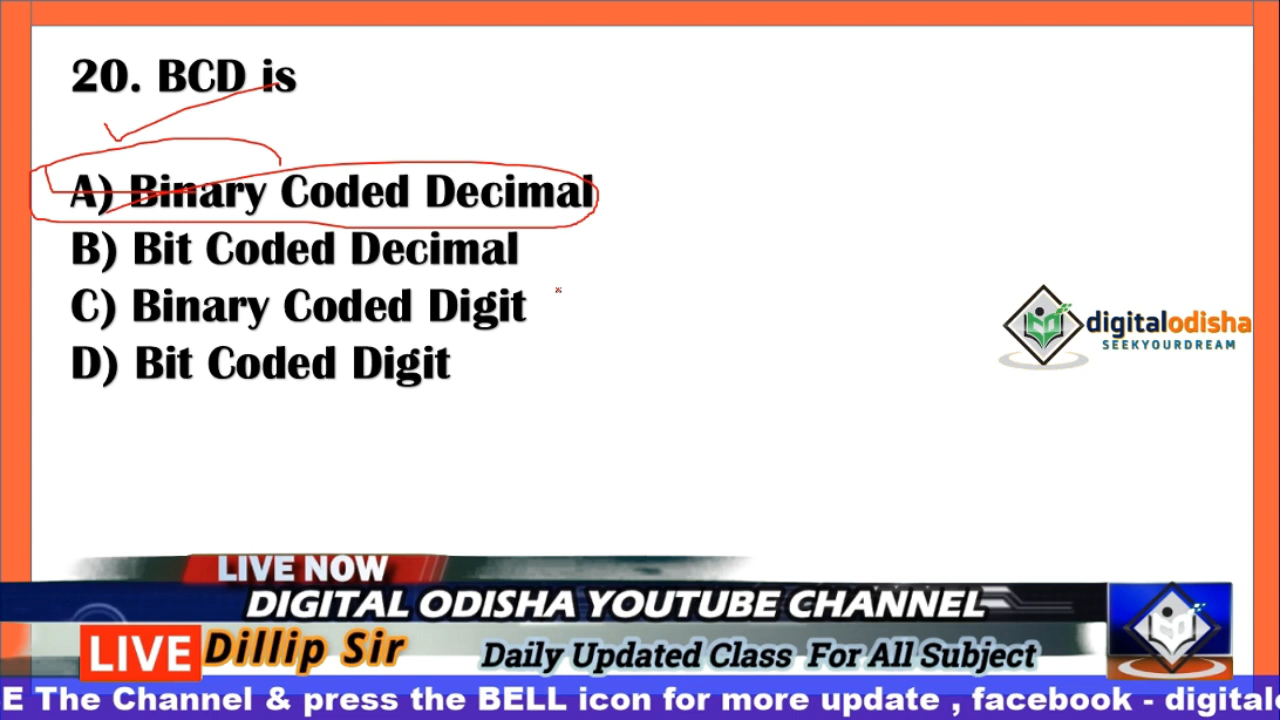 20. BCD is
A) Binary Coded Decimal
B) Bit Coded Decimal
C) Binary Coded Digit
D) Bit Coded Digit
digitalodisha
SEEKYOURDREAM
LIVE NOW
DIGITAL ODISHA YOUTUBE CHANNEL
LIVE Dillip Sir Daily Updated Class For All Subject
E The Channel & press the BELL icon for more update , facebook - digital